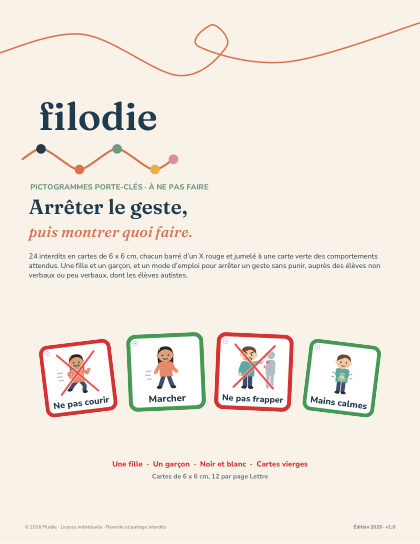 filodie
PICTOGRAMMES PORTE-CLÉS · À NE PAS FAIRE
Arrêter le geste,
puis montrer quoi faire.
24 interdits en cartes de 6 x 6 cm, chacun barré d'un X rouge et jumelé à une carte verte des comportements
attendus. Une fille et un garçon, et un mode d'emploi pour arrêter un geste sans punir, auprès des élèves non
verbaux ou peu verbaux, dont les élèves autistes.
Ne pas courir
Marcher
Ne pas frapper
Mains calmes
Une fille · Un garçon · Noir et blanc · Cartes vierges
Cartes de 6 x 6 cm, 12 par page Lettre
© 2026 Filodie · Licence individuelle · Revente et partage interdits
Édition 2026 · v1.0